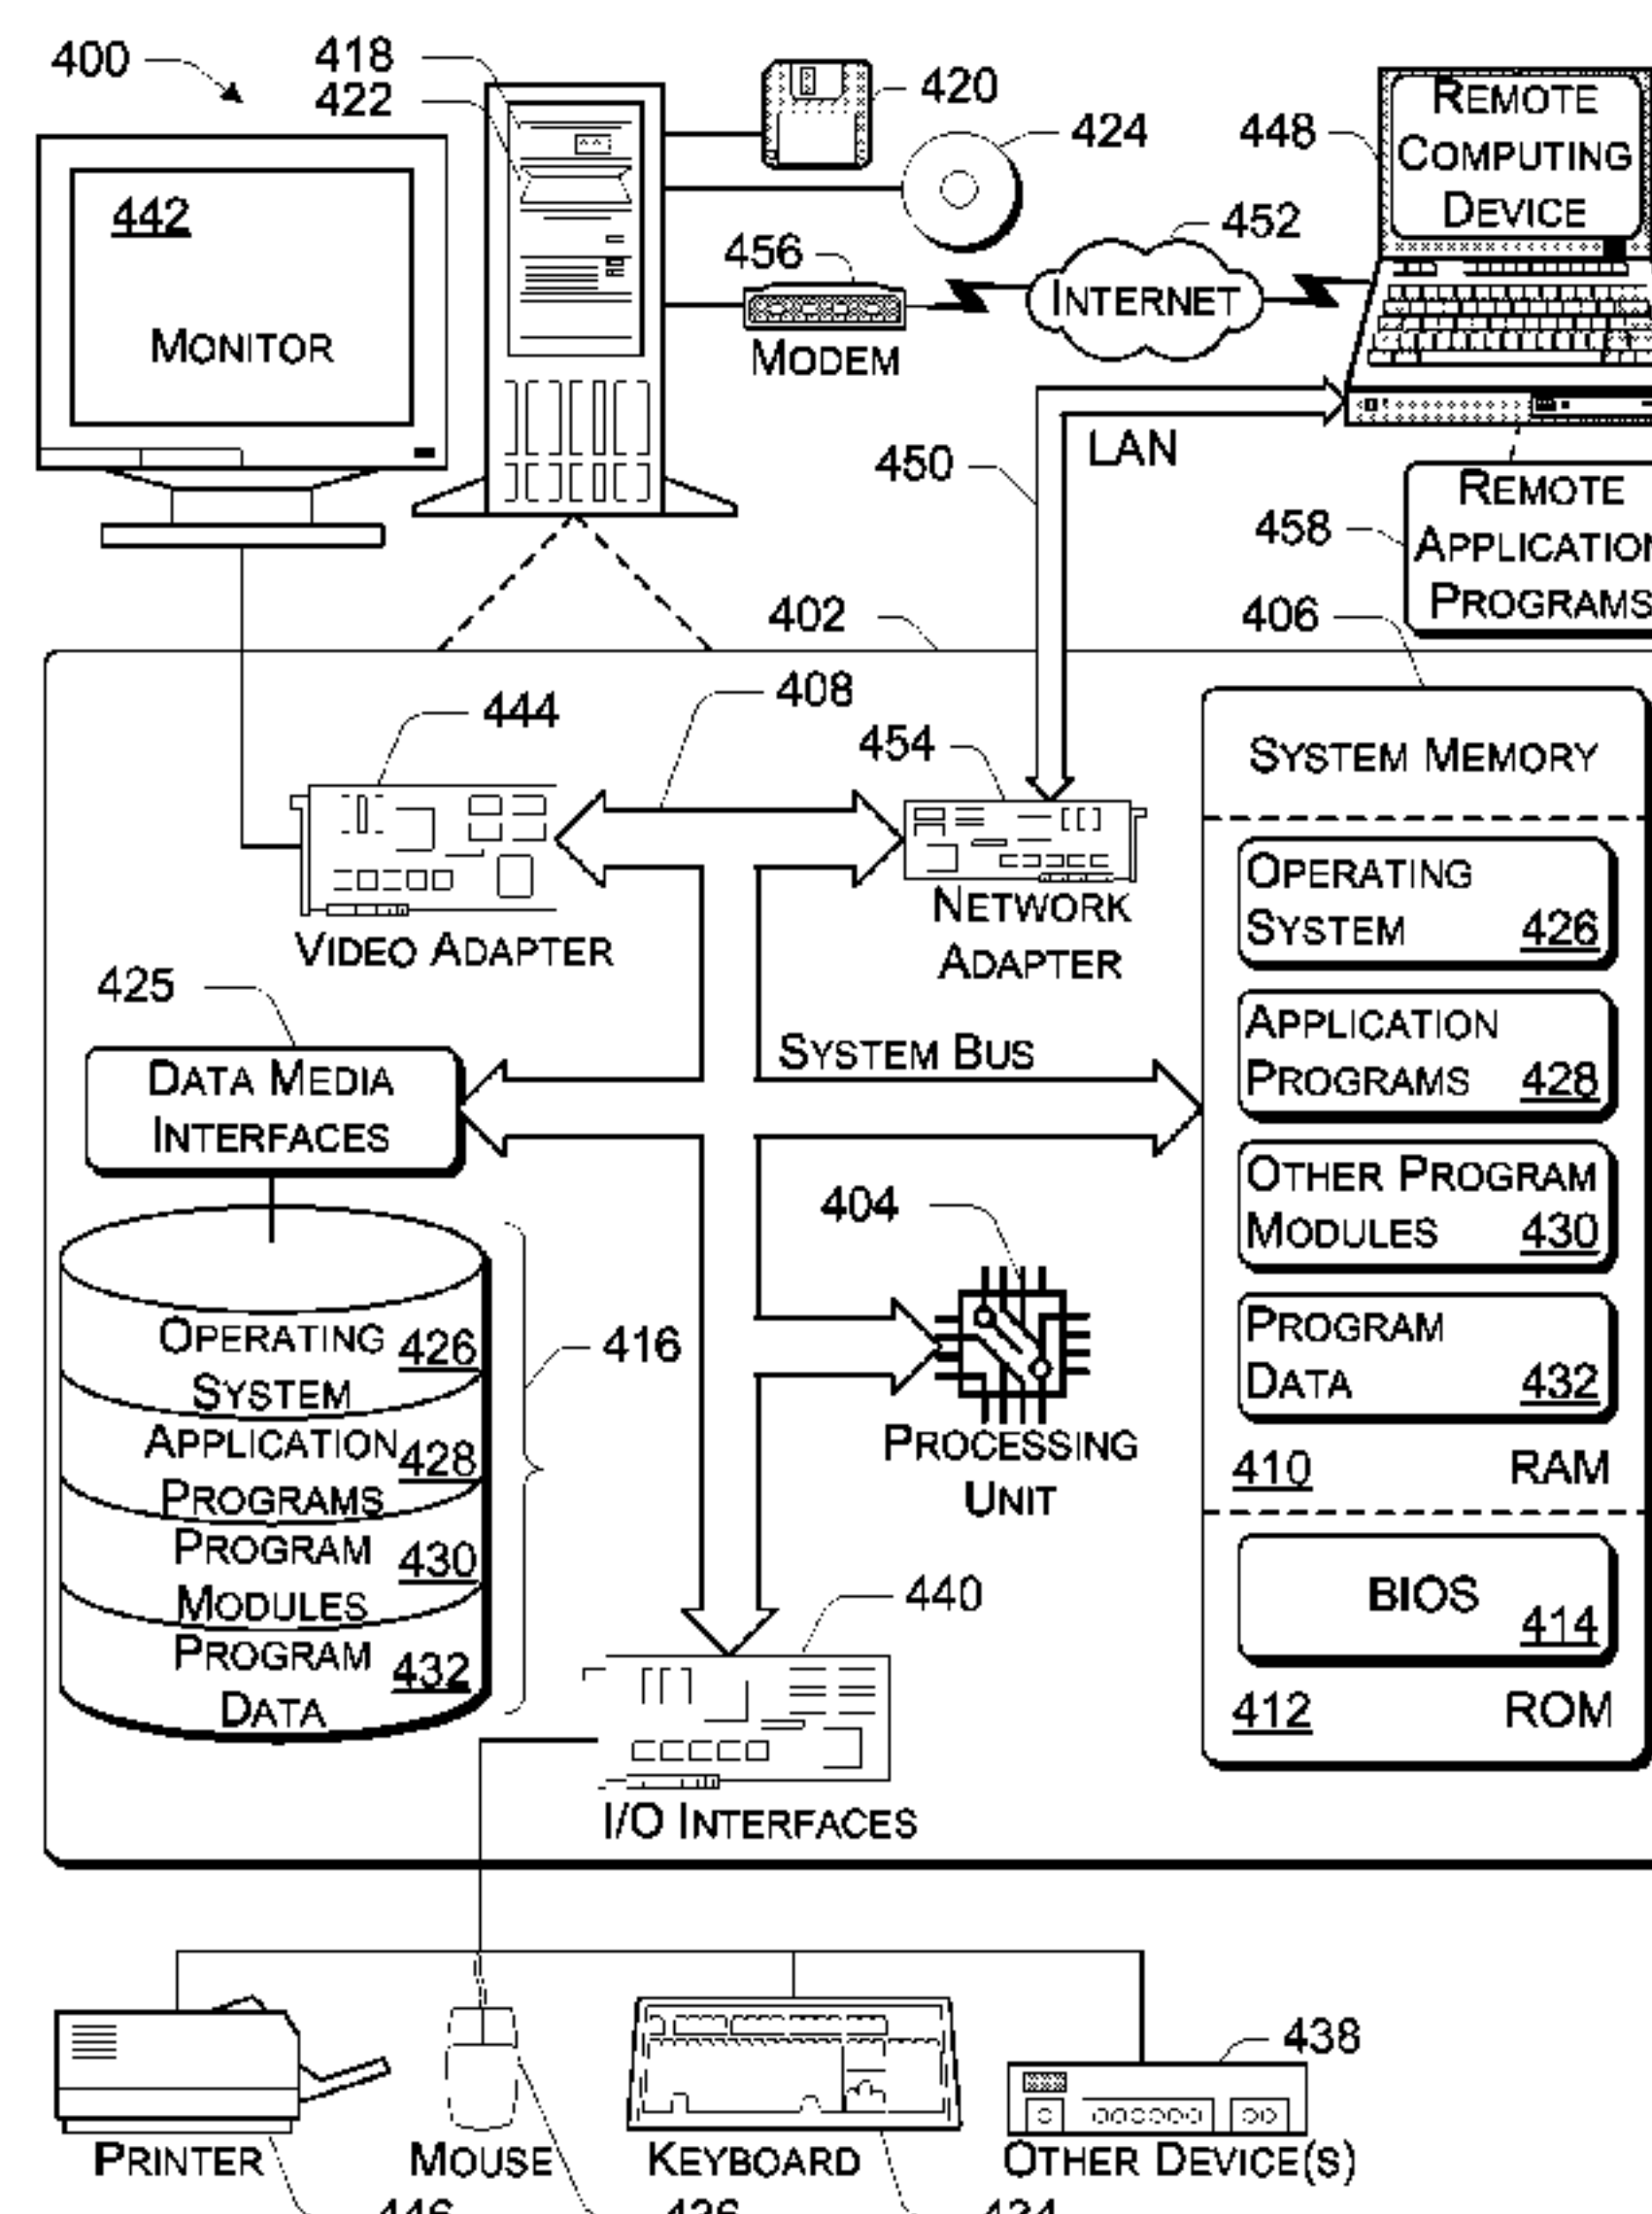 400
418
422
420
424
448
REMOTE
COMPUTING
DEVICE
442
MONITOR
456
MODEM
452
INTERNET
450
LAN
458
REMOTE
APPLICATION
PROGRAMS
402
406
444
408
454
VIDEO ADAPTER
NETWORK
ADAPTER
SYSTEM MEMORY
OPERATING
SYSTEM 426
APPLICATION
PROGRAMS 428
OTHER PROGRAM
MODULES 430
PROGRAM
DATA 432
410 RAM
BIOS
414
412 ROM
425
DATA MEDIA
INTERFACES
SYSTEM BUS
404
PROCESSING
UNIT
OPERATING 426
SYSTEM
APPLICATION 428
PROGRAMS
PROGRAM 430
MODULES
PROGRAM 432
DATA
416
440
I/O INTERFACES
438
PRINTER
MOUSE
KEYBOARD
OTHER DEVICE(S)
446
436
434